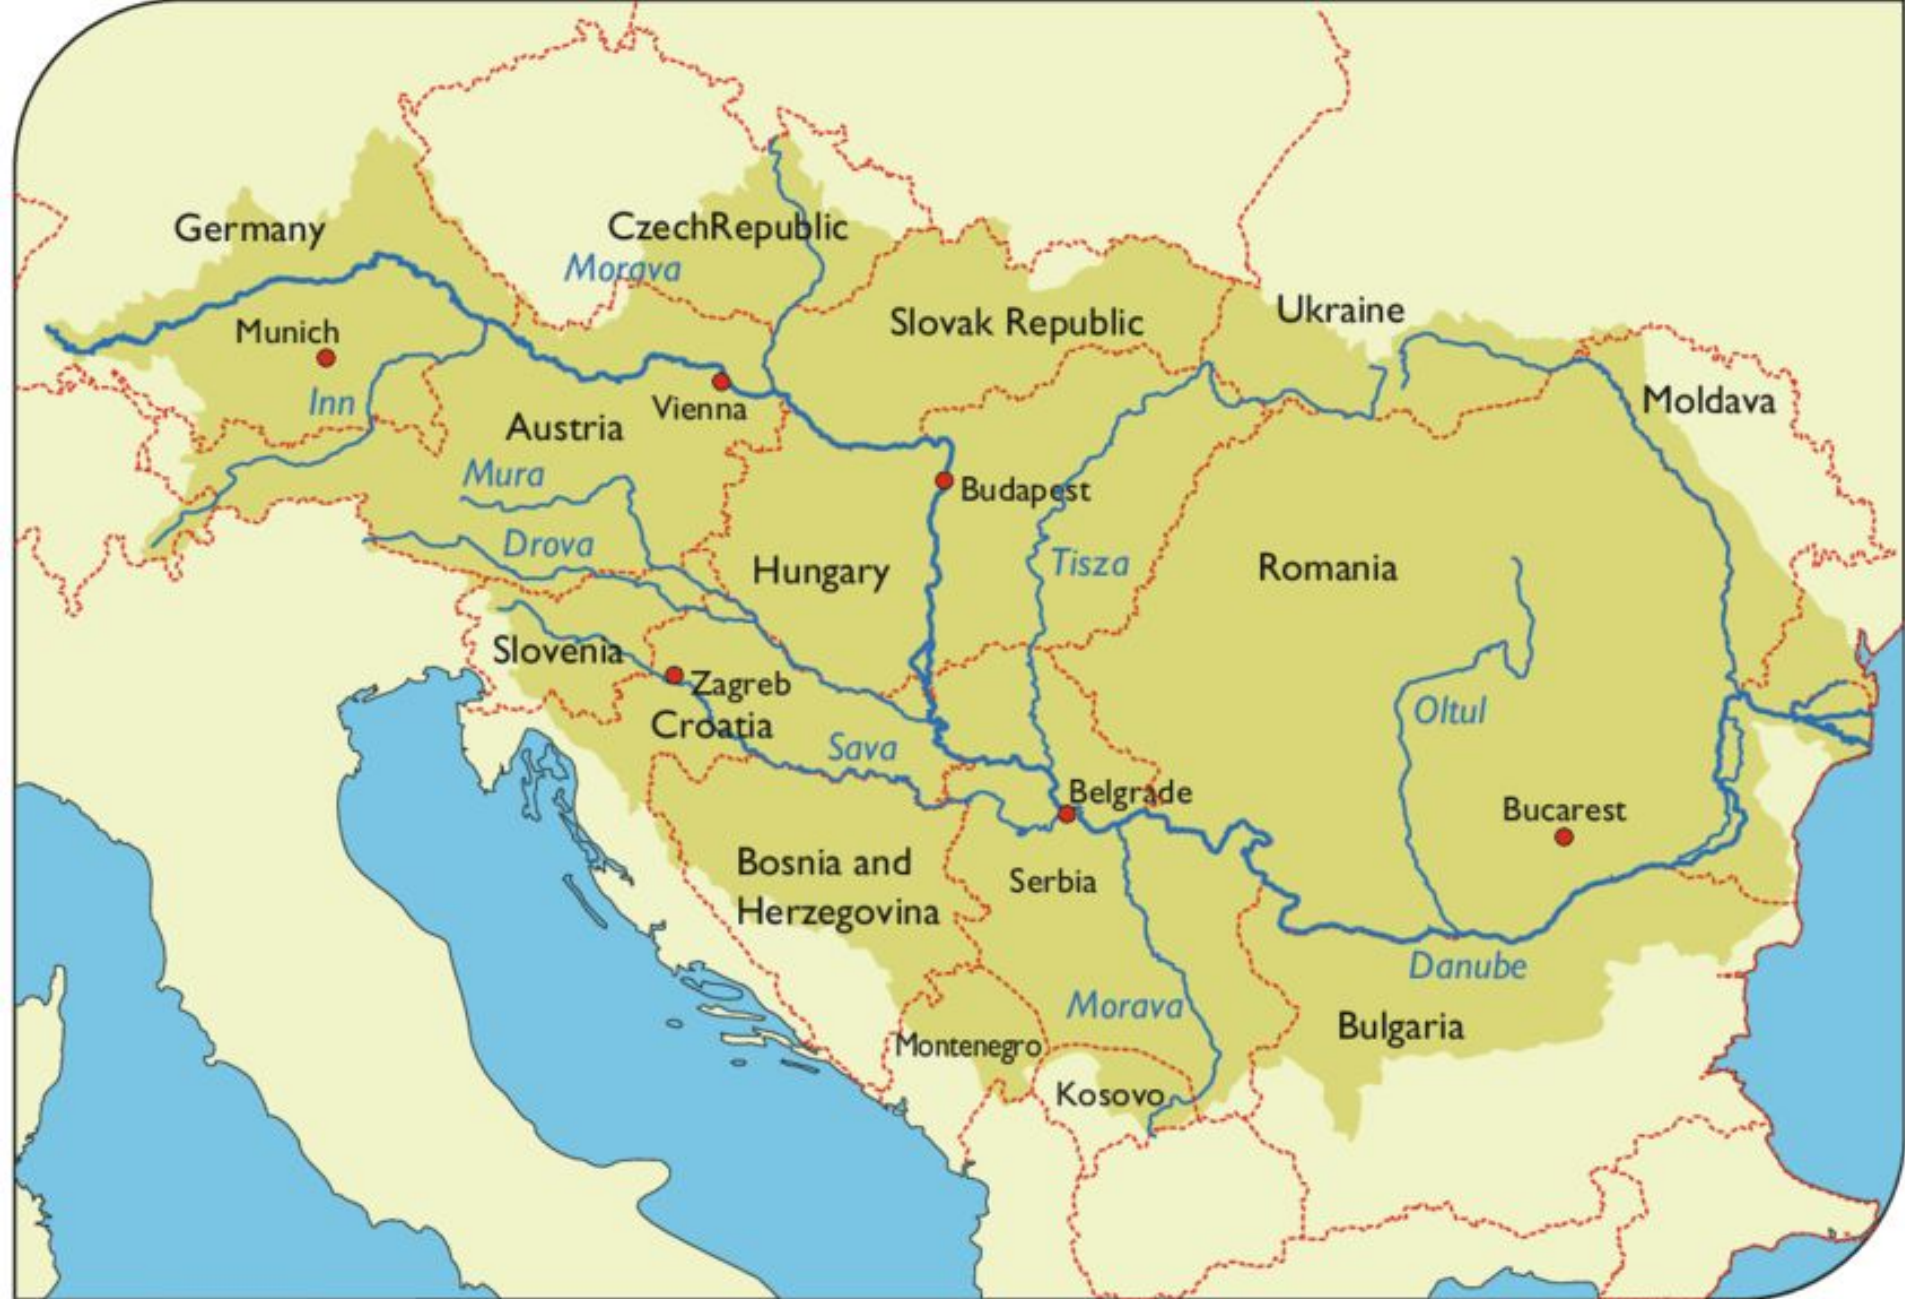 Germany
CzechRepublic
Morava
Slovak Republic
Ukraine
Munich
Inn
Vienna
Austria
Moldava
Mura
Budapest
Drova
Hungary
Tisza
Romania
Slovenia
Zagreb
Croatia
Sava
Oltul
Belgrade
Bucarest
Bosnia and
Herzegovina
Serbia
Danube
Morava
Bulgaria
Montenegro
Kosovo